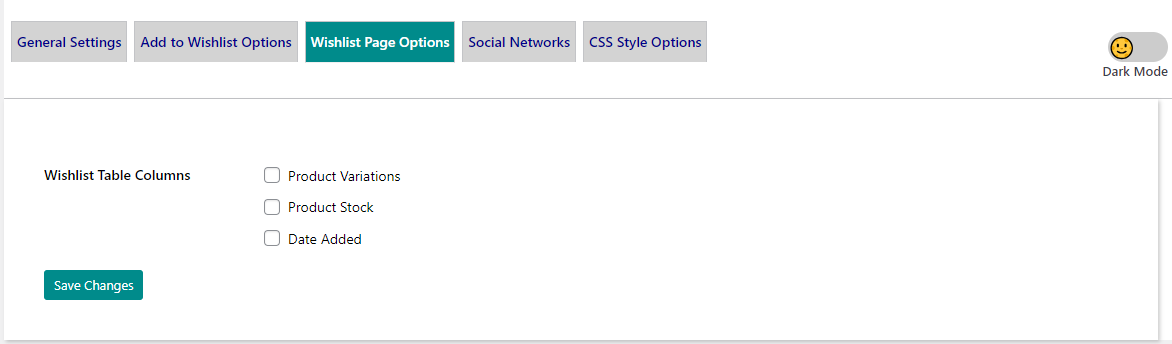 General Settings Add to Wishlist Options Wishlist Page Options Social Networks CSS Style Options
Dark Mode
Wishlist Table Columns Product Variations
Product Stock
Date Added
Save Changes